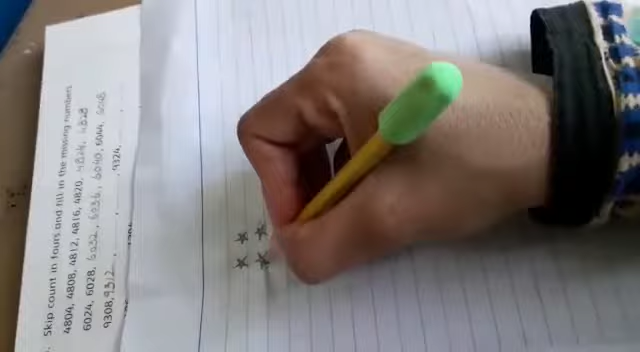 Skip count in fours and fill in the missing numbers
4804, 4808, 4812, 4816, 4820, 4824, 4828
6024, 6028, 6032, 6036, 6040, 6044, 6048
9308, 9312, 9324,